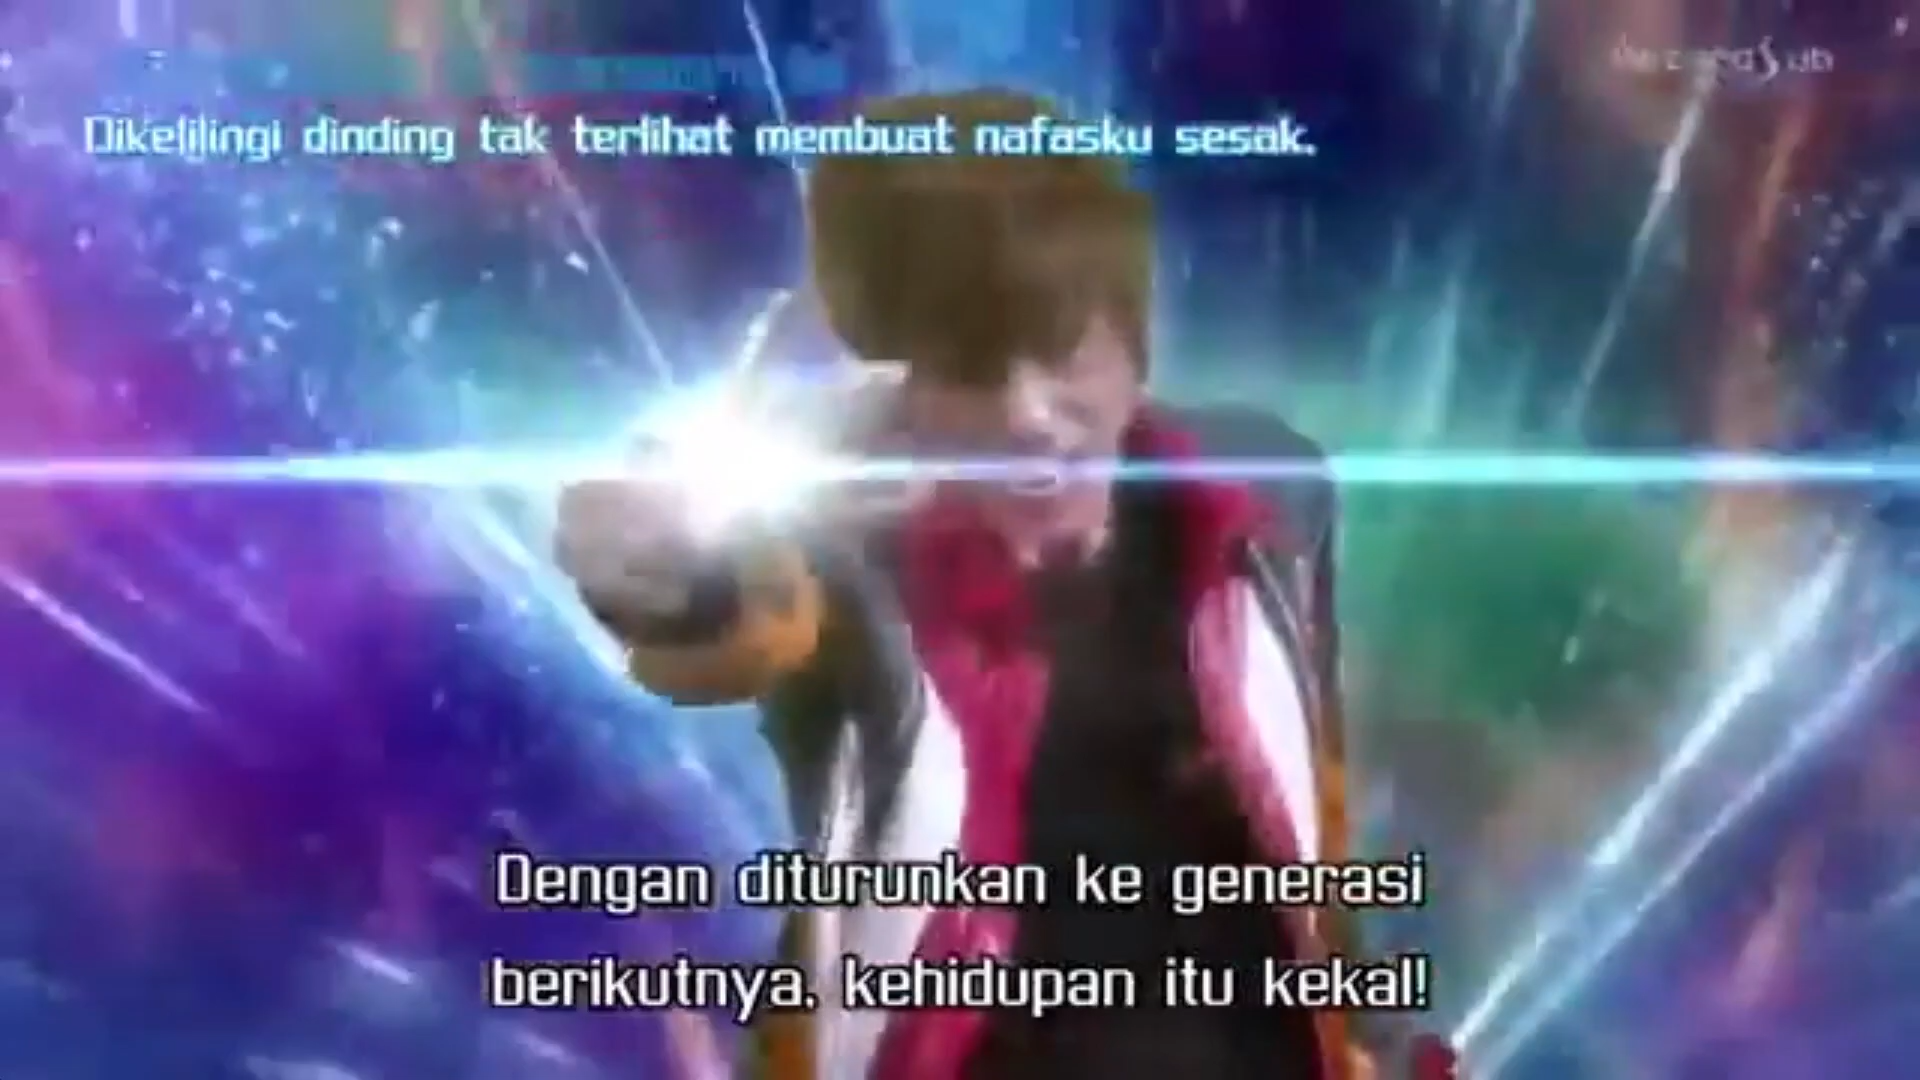 Dikelilingi dinding tak terlihat membuat nafasku sesak.
Dengan diturunkan ke generasi
berikutnya, kehidupan itu kekal!